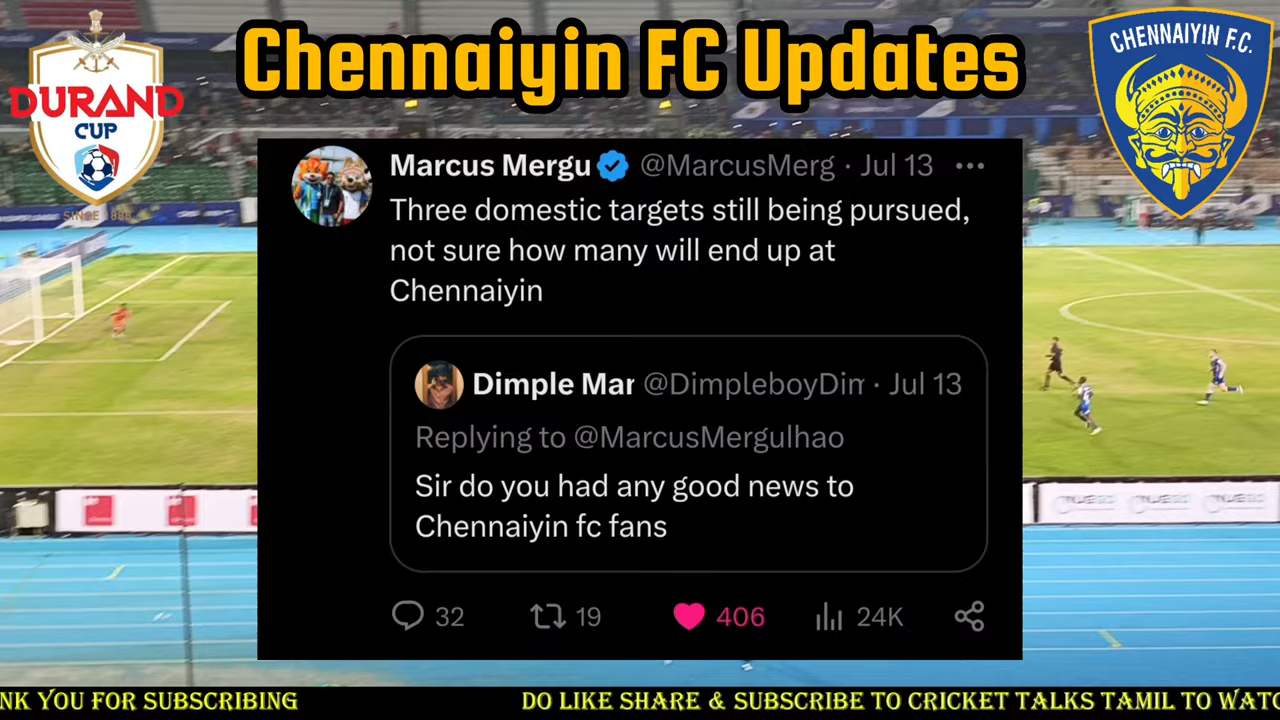 Chennaiyin FC Updates
DURAND
CUP
SINCE 1888
CHENNAIYIN F.C.
Marcus Mergu @MarcusMerg · Jul 13
Three domestic targets still being pursued,
not sure how many will end up at
Chennaiyin
Dimple Mar @DimpleboyDin · Jul 13
Replying to @MarcusMergulhao
Sir do you had any good news to
Chennaiyin fc fans
32 19 406 24K
NK YOU FOR SUBSCRIBING DO LIKE SHARE & SUBSCRIBE TO CRICKET TALKS TAMIL TO WATC